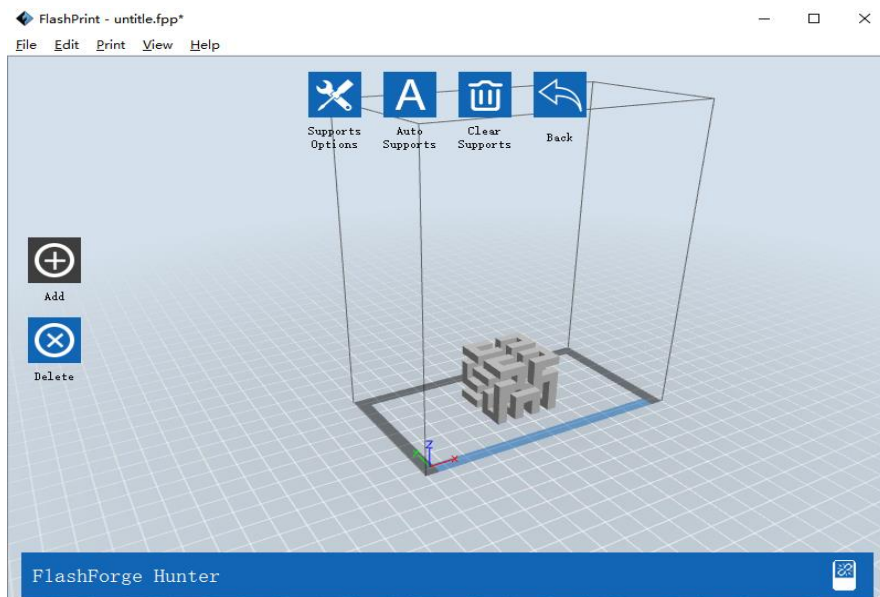 FlashPrint - untitle.fpp*
File Edit Print View Help
Supports Options
Auto Supports
Clear Supports
Back
Add
Delete
Z
X
FlashForge Hunter